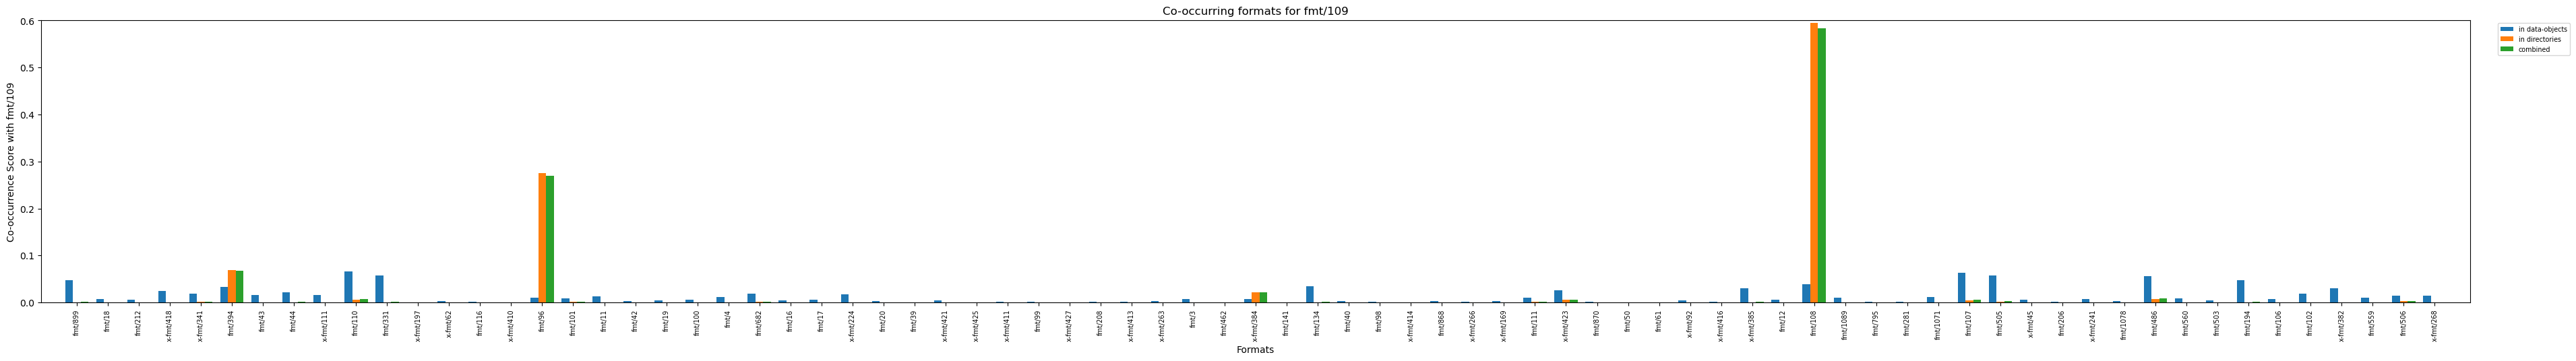 Co-occurring formats for fmt/109
in data-objects
in directories
combined
Co-occurrence Score with fmt/109
0.6
0.5
0.4
0.3
0.2
0.1
0.0
fmt/899
fmt/18
fmt/212
x-fmt/418
x-fmt/341
fmt/394
fmt/43
fmt/44
x-fmt/111
fmt/110
fmt/331
x-fmt/197
x-fmt/62
fmt/116
x-fmt/410
fmt/96
fmt/101
fmt/11
fmt/42
fmt/19
fmt/100
fmt/4
fmt/682
fmt/16
fmt/17
x-fmt/224
fmt/20
fmt/39
x-fmt/421
x-fmt/425
x-fmt/411
fmt/99
x-fmt/427
fmt/208
x-fmt/413
x-fmt/263
fmt/3
fmt/462
x-fmt/384
fmt/141
fmt/134
fmt/40
fmt/98
x-fmt/414
fmt/868
x-fmt/266
x-fmt/169
fmt/111
x-fmt/423
fmt/870
fmt/50
fmt/61
x-fmt/92
x-fmt/416
x-fmt/385
fmt/12
fmt/108
fmt/1089
fmt/795
fmt/281
fmt/1071
fmt/107
fmt/505
x-fmt/45
fmt/206
x-fmt/241
fmt/1078
fmt/486
fmt/560
fmt/503
fmt/194
fmt/106
fmt/102
x-fmt/382
fmt/559
fmt/506
x-fmt/268
Formats